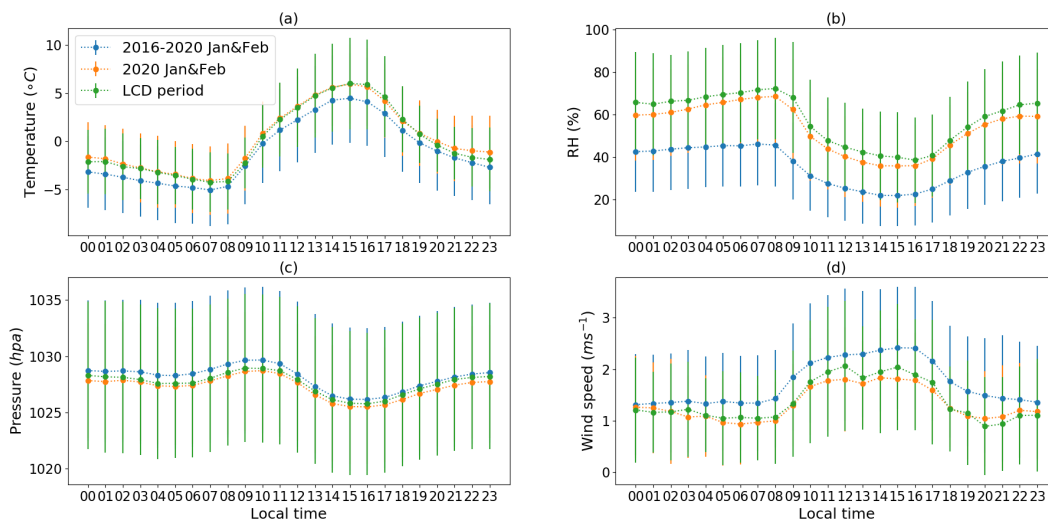 (a)
Temperature (∘C)
10
5
0
−5
2016-2020 Jan&Feb
2020 Jan&Feb
LCD period
00 01 02 03 04 05 06 07 08 09 10 11 12 13 14 15 16 17 18 19 20 21 22 23
(b)
RH (%)
100
80
60
40
20
00 01 02 03 04 05 06 07 08 09 10 11 12 13 14 15 16 17 18 19 20 21 22 23
(c)
Pressure (hpa)
1035
1030
1025
1020
00 01 02 03 04 05 06 07 08 09 10 11 12 13 14 15 16 17 18 19 20 21 22 23
Local time
(d)
Wind speed (ms⁻¹)
3
2
1
0
00 01 02 03 04 05 06 07 08 09 10 11 12 13 14 15 16 17 18 19 20 21 22 23
Local time